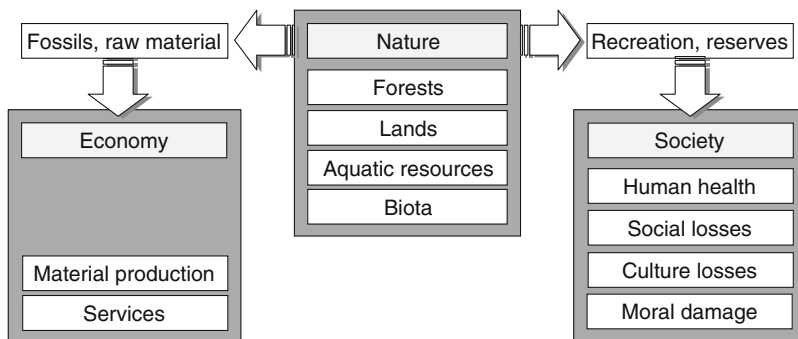 Fossils, raw material
Nature
Recreation, reserves
Forests
Lands
Aquatic resources
Biota
Economy
Material production
Services
Society
Human health
Social losses
Culture losses
Moral damage